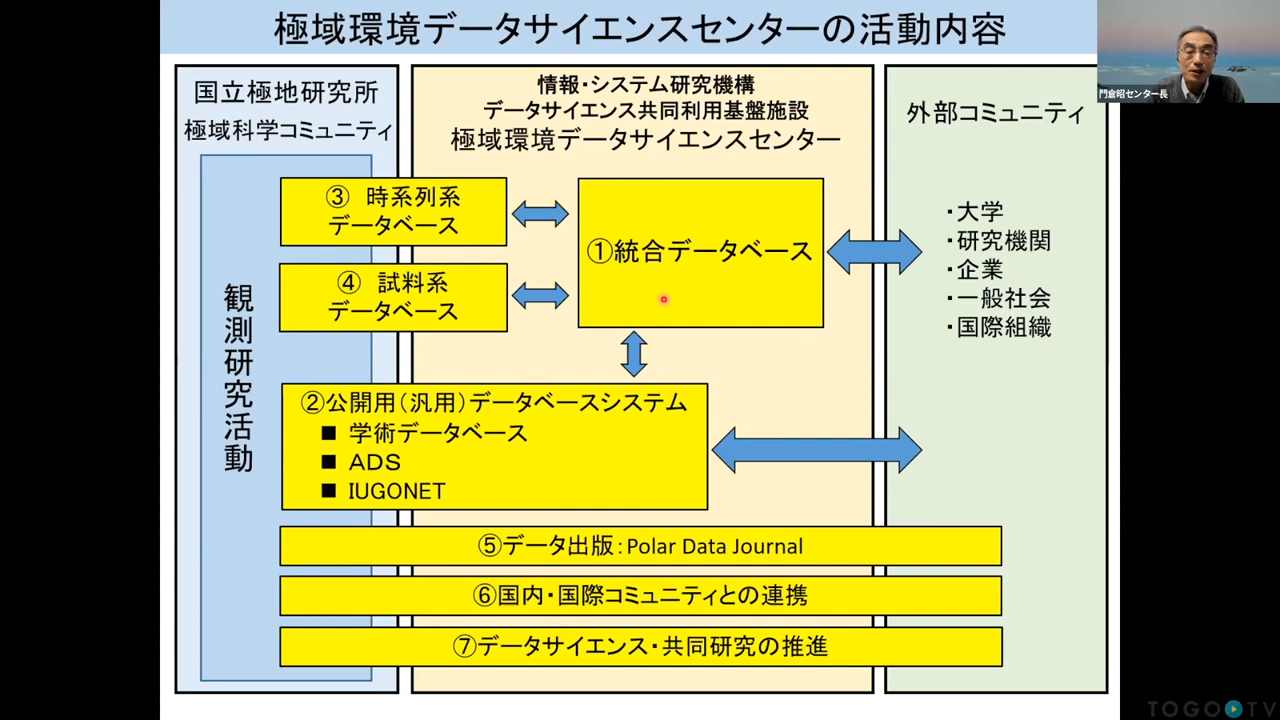 極域環境データサイエンスセンターの活動内容
門倉昭センター長
国立極地研究所
極域科学コミュニティ
観測研究活動
情報・システム研究機構
データサイエンス共同利用基盤施設
極域環境データサイエンスセンター
外部コミュニティ
③ 時系列系
データベース
④ 試料系
データベース
①統合データベース
・大学
・研究機関
・企業
・一般社会
・国際組織
②公開用(汎用)データベースシステム
■ 学術データベース
■ ADS
■ IUGONET
⑤データ出版:Polar Data Journal
⑥国内・国際コミュニティとの連携
⑦データサイエンス・共同研究の推進
TOGO TV